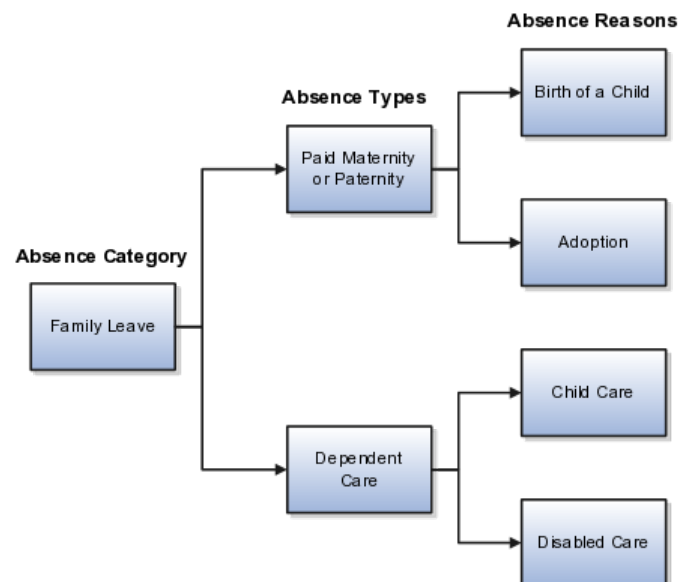 Absence Reasons
Birth of a Child
Absence Types
Paid Maternity
or Paternity
Adoption
Absence Category
Family Leave
Child Care
Dependent
Care
Disabled Care